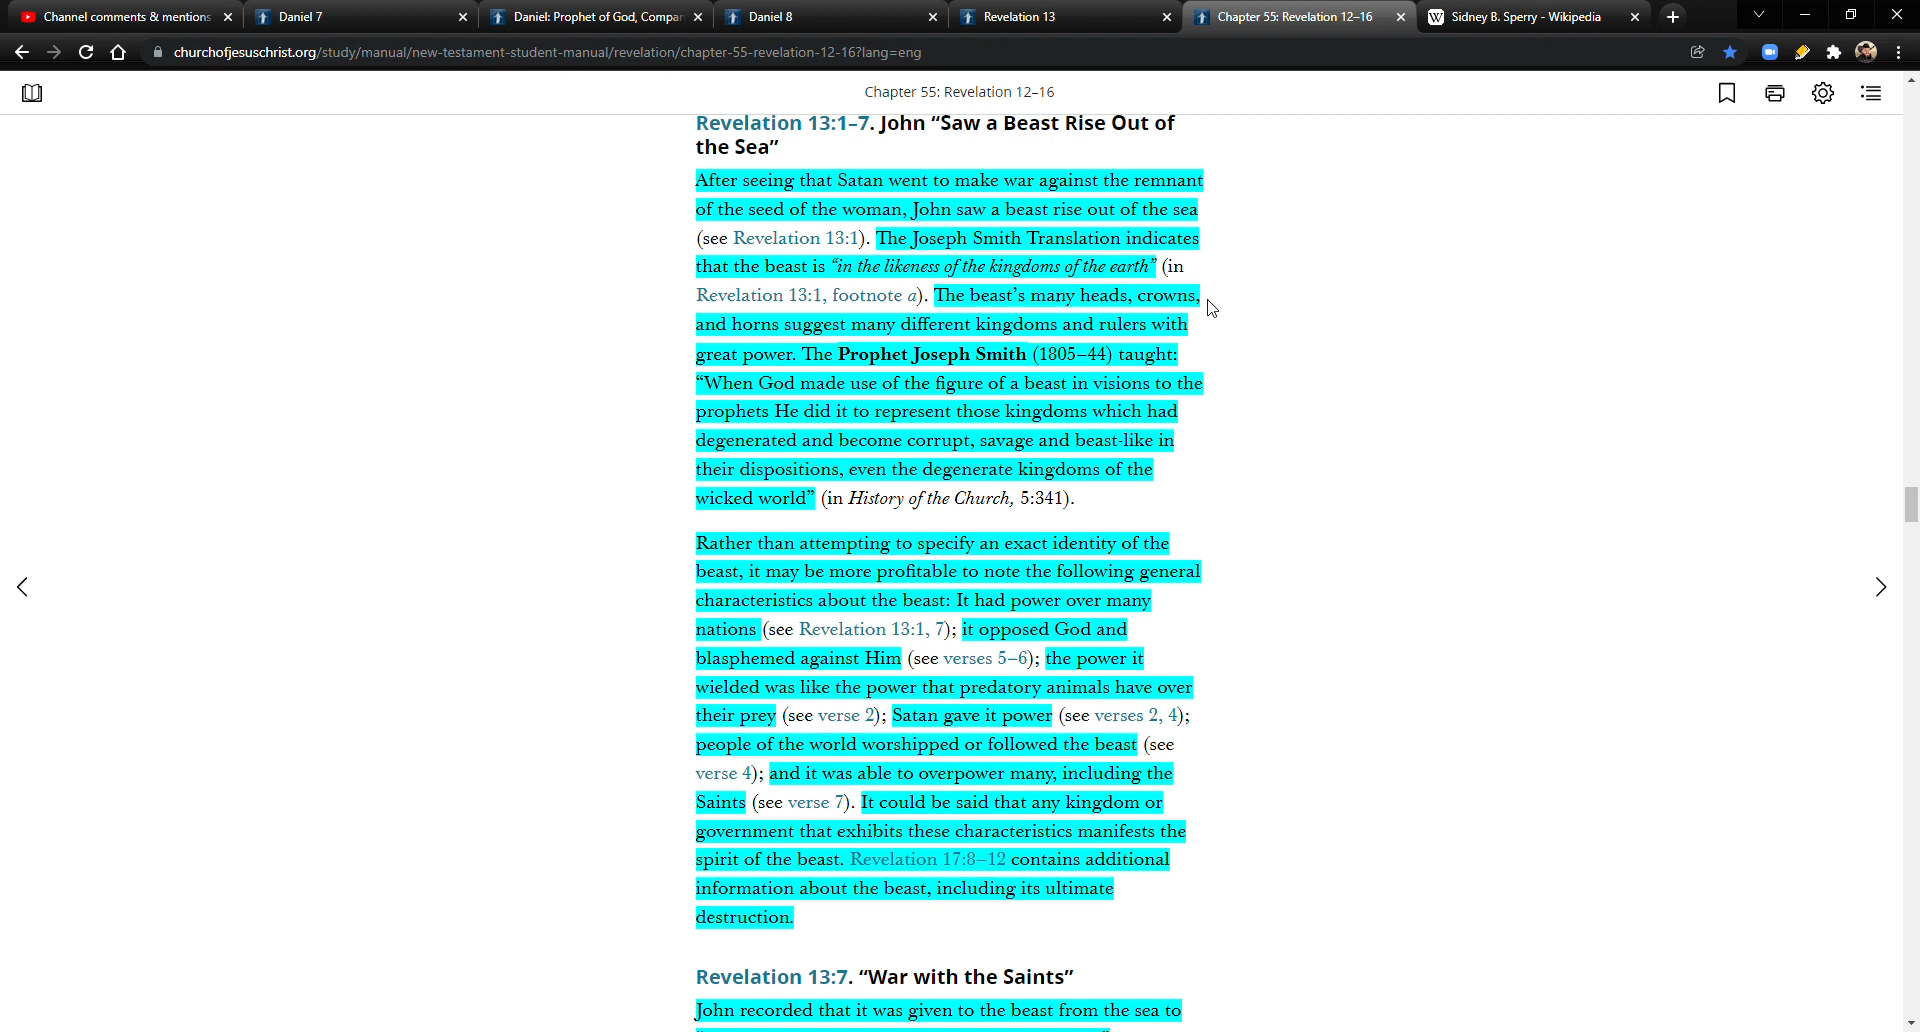 Channel comments & mentions
Daniel 7
Daniel: Prophet of God, Compan
Daniel 8
Revelation 13
Chapter 55: Revelation 12–16
Sidney B. Sperry - Wikipedia
churchofjesuschrist.org/study/manual/new-testament-student-manual/revelation/chapter-55-revelation-12-16?lang=eng
Chapter 55: Revelation 12–16
Revelation 13:1–7. John “Saw a Beast Rise Out of
the Sea”
After seeing that Satan went to make war against the remnant
of the seed of the woman, John saw a beast rise out of the sea
(see Revelation 13:1). The Joseph Smith Translation indicates
that the beast is “in the likeness of the kingdoms of the earth” (in
Revelation 13:1, footnote a). The beast’s many heads, crowns,
and horns suggest many different kingdoms and rulers with
great power. The Prophet Joseph Smith (1805–44) taught:
“When God made use of the figure of a beast in visions to the
prophets He did it to represent those kingdoms which had
degenerated and become corrupt, savage and beast-like in
their dispositions, even the degenerate kingdoms of the
wicked world” (in History of the Church, 5:341).
Rather than attempting to specify an exact identity of the
beast, it may be more profitable to note the following general
characteristics about the beast: It had power over many
nations (see Revelation 13:1, 7); it opposed God and
blasphemed against Him (see verses 5–6); the power it
wielded was like the power that predatory animals have over
their prey (see verse 2); Satan gave it power (see verses 2, 4);
people of the world worshipped or followed the beast (see
verse 4); and it was able to overpower many, including the
Saints (see verse 7). It could be said that any kingdom or
government that exhibits these characteristics manifests the
spirit of the beast. Revelation 17:8–12 contains additional
information about the beast, including its ultimate
destruction.
Revelation 13:7. “War with the Saints”
John recorded that it was given to the beast from the sea to